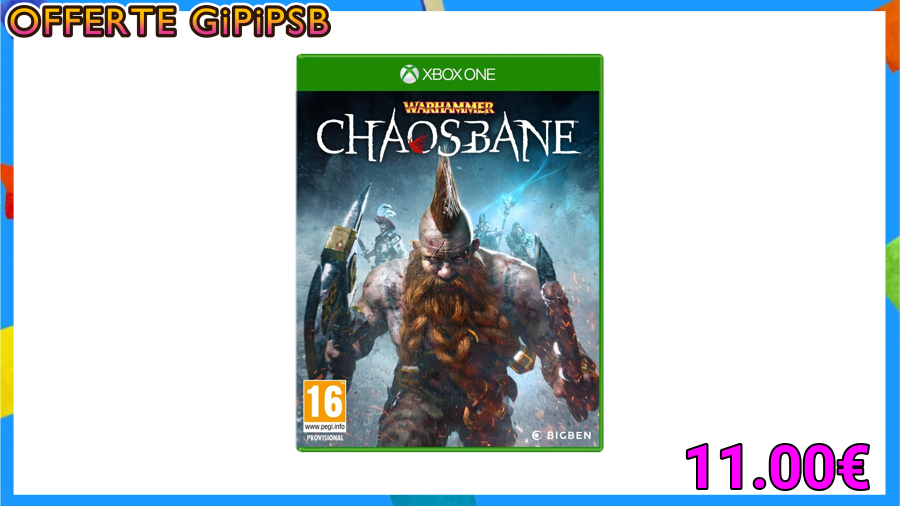 OFFERTE GiPiPSB
XBOX ONE
WARHAMMER
CHAOSBANE
16
www.pegi.info
PROVISIONAL
BIGBEN
11.00€